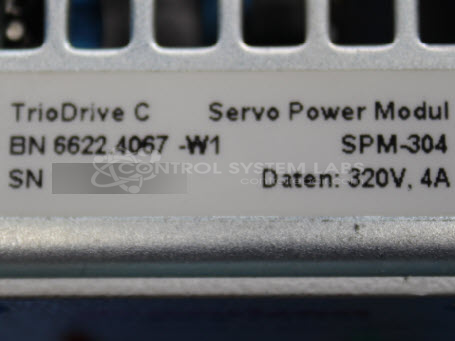 TrioDrive C Servo Power Modul
BN 6622.4067 -W1 SPM-304
CONTROL SYSTEM LABS
SN Daten: 320V, 4A